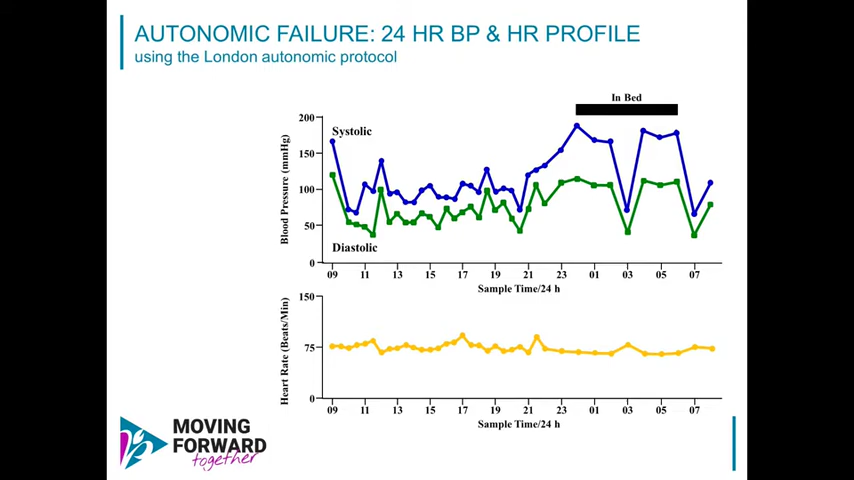 AUTONOMIC FAILURE: 24 HR BP & HR PROFILE
using the London autonomic protocol
In Bed
Systolic
Diastolic
Blood Pressure (mmHg)
200
150
100
50
0
09 11 13 15 17 19 21 23 01 03 05 07
Sample Time/24 h
Heart Rate (Beats/Min)
150
75
0
09 11 13 15 17 19 21 23 01 03 05 07
Sample Time/24 h
MOVING
FORWARD
together